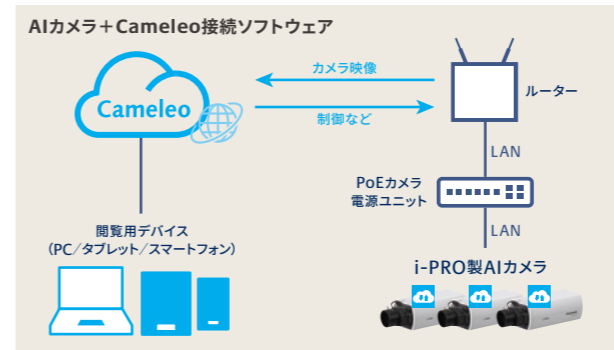 AIカメラ＋Cameleo接続ソフトウェア
カメラ映像
Cameleo
制御など
ルーター
LAN
PoEカメラ
電源ユニット
LAN
閲覧用デバイス
（PC／タブレット／スマートフォン）
i-PRO製AIカメラ